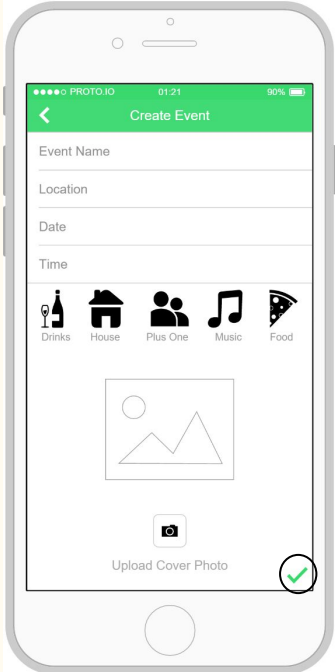 PROTO.IO 01:21 90%
Create Event
Event Name
Location
Date
Time
Drinks House Plus One Music Food
Upload Cover Photo